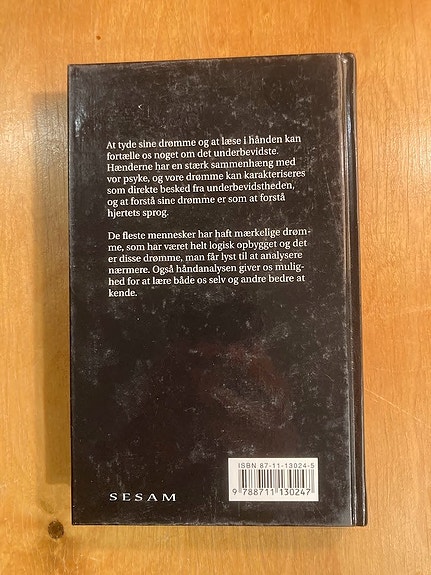 At tyde sine drømme og at læse i hånden kan
fortælle os noget om det underbevidste.
Hænderne har en stærk sammenhæng med
vor psyke, og vore drømme kan karakteriseres
som direkte besked fra underbevidstheden,
og at forstå sine drømme er som at forstå
hjertets sprog.
De fleste mennesker har haft mærkelige drøm-
me, som har været helt logisk opbygget og det
er disse drømme, man får lyst til at analysere
nærmere. Også håndanalysen giver os mulig-
hed for at lære både os selv og andre bedre at
kende.
ISBN 87-11-13024-5
9 788711 130247
SESAM